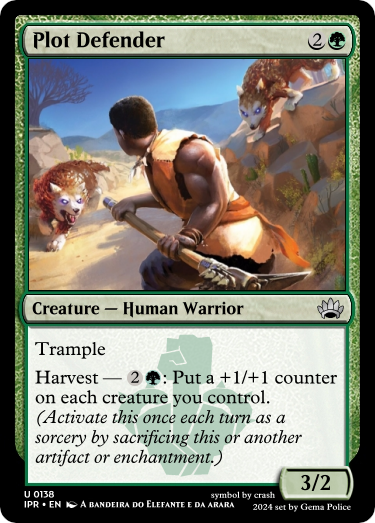 Plot Defender 2
Creature — Human Warrior
Trample
Harvest — 2 : Put a +1/+1 counter
on each creature you control.
(Activate this once each turn as a
sorcery by sacrificing this or another
artifact or enchantment.)
3/2
U 0138
IPR • EN A BANDEIRA DO ELEFANTE E DA ARARA
symbol by crash
2024 set by Gema Police